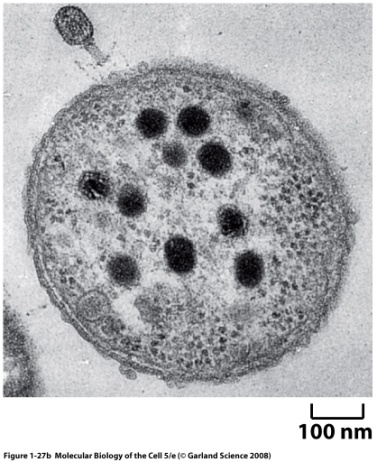 100 nm
Figure 1-27b Molecular Biology of the Cell 5/e (© Garland Science 2008)